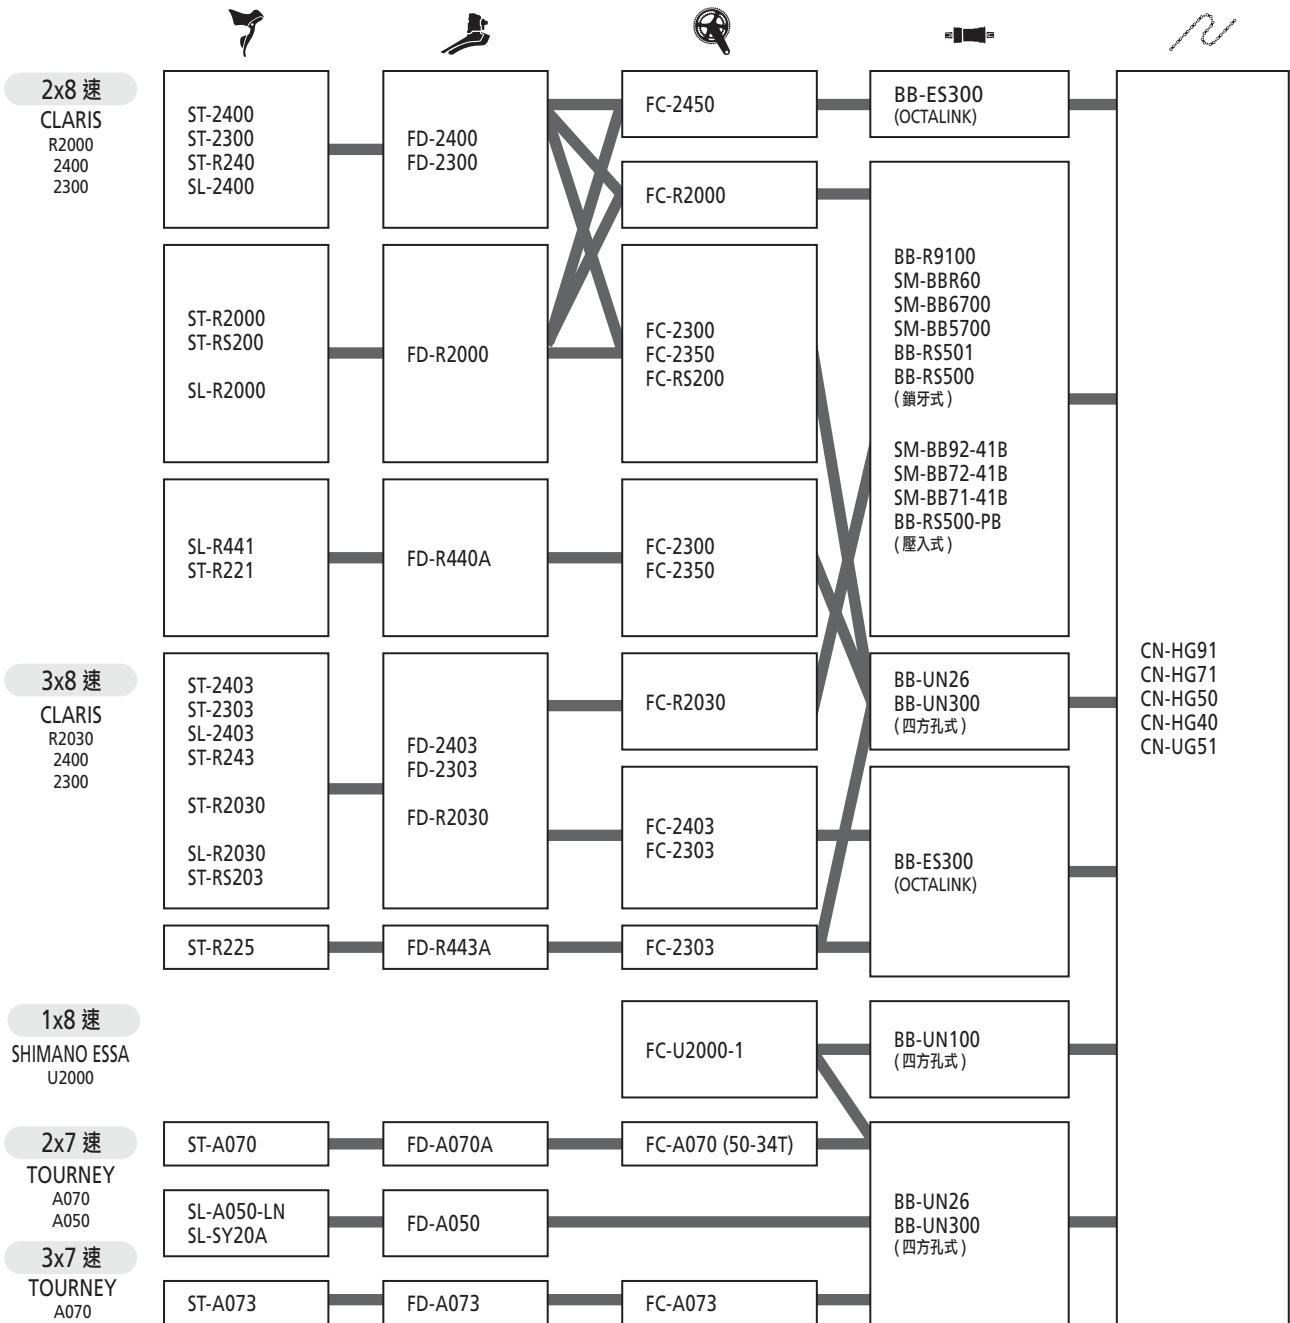 2x8 速
CLARIS
R2000
2400
2300
ST-2400
ST-2300
ST-R240
SL-2400
FD-2400
FD-2300
FC-2450
BB-ES300
(OCTALINK)
FC-R2000
ST-R2000
ST-RS200
SL-R2000
FD-R2000
FC-2300
FC-2350
FC-RS200
BB-R9100
SM-BBR60
SM-BB6700
SM-BB5700
BB-RS501
BB-RS500
(鎖牙式)
SM-BB92-41B
SM-BB72-41B
SM-BB71-41B
BB-RS500-PB
(壓入式)
SL-R441
ST-R221
FD-R440A
FC-2300
FC-2350
3x8 速
CLARIS
R2030
2400
2300
ST-2403
ST-2303
SL-2403
ST-R243
ST-R2030
SL-R2030
ST-RS203
FD-2403
FD-2303
FD-R2030
FC-R2030
BB-UN26
BB-UN300
(四方孔式)
FC-2403
FC-2303
BB-ES300
(OCTALINK)
ST-R225
FD-R443A
FC-2303
CN-HG91
CN-HG71
CN-HG50
CN-HG40
CN-UG51
1x8 速
SHIMANO ESSA
U2000
FC-U2000-1
BB-UN100
(四方孔式)
2x7 速
TOURNEY
A070
A050
ST-A070
FD-A070A
FC-A070 (50-34T)
SL-A050-LN
SL-SY20A
FD-A050
BB-UN26
BB-UN300
(四方孔式)
3x7 速
TOURNEY
A070
ST-A073
FD-A073
FC-A073